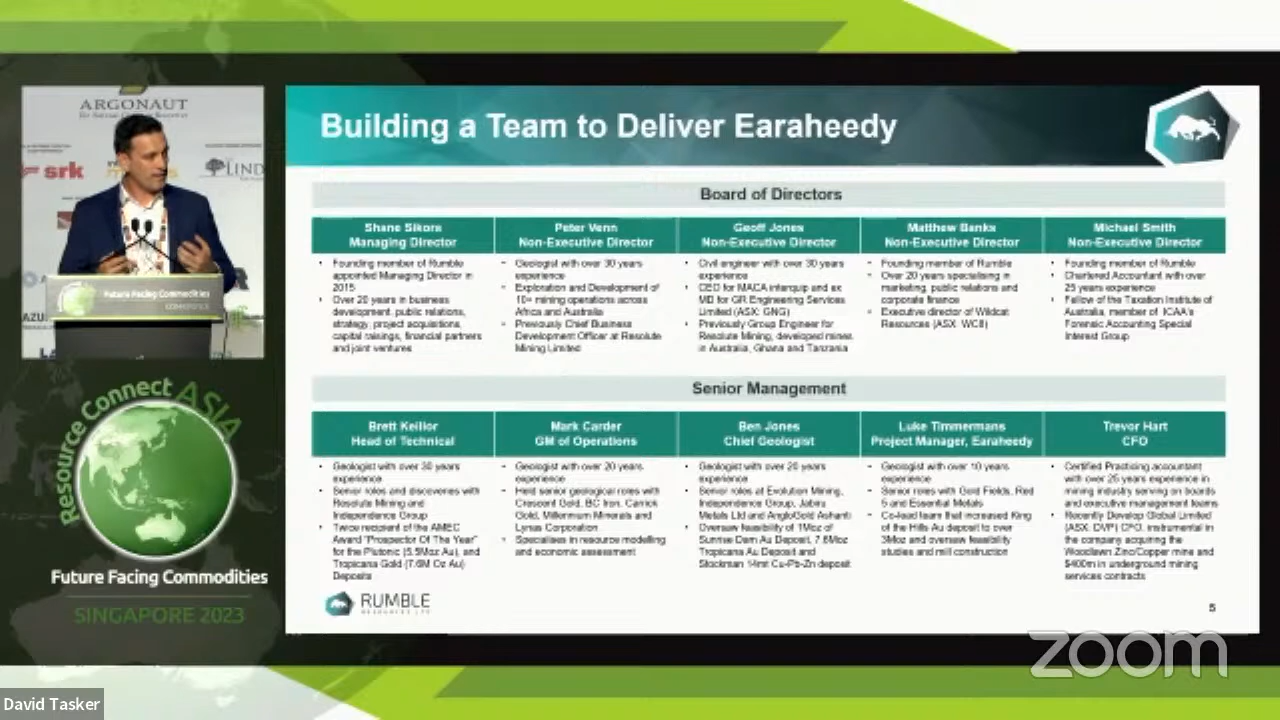 ARGONAUT
srk
LIND
Future Facing Commodities
Resource Connect ASIA
Future Facing Commodities
SINGAPORE 2023
David Tasker
Building a Team to Deliver Earaheedy
Board of Directors
Shane Sikora
Managing Director
Founding member of Rumble
appointed Managing Director in
2015
Over 20 years in business
development, public relations,
strategy, project acquisitions,
capital raisings, financial partners
and joint ventures
Peter Venn
Non-Executive Director
Geologist with over 30 years
experience
Exploration and Development of
10+ mining operations across
Africa and Australia
Previously Chief Business
Development Officer at Resolute
Mining Limited
Geoff Jones
Non-Executive Director
Civil engineer with over 30 years
experience
CEO for MACA Interquip and ex
MD for GR Engineering Services
Limited (ASX: GNG)
Previously Group Engineer for
Resolute Mining, developed mines
in Australia, Ghana and Tanzania
Matthew Banks
Non-Executive Director
Founding member of Rumble
Over 20 years specialising in
marketing, public relations and
corporate finance
Executive director of Wildcat
Resources (ASX: WC8)
Michael Smith
Non-Executive Director
Founding member of Rumble
Chartered Accountant with over
25 years experience
Fellow of the Taxation Institute of
Australia, member of ICAA's
Forensic Accounting Special
Interest Group
Senior Management
Brett Keillor
Head of Technical
Geologist with over 30 years
experience
Senior roles and discoveries with
Resolute Mining and
Independence Group
Twice recipient of the AMEC
Award "Prospector Of The Year"
for the Plutonic (5.5Moz Au), and
Tropicana Gold (7.6M Oz Au)
Deposits
Mark Carder
GM of Operations
Geologist with over 20 years
experience
Held senior geological roles with
Crescent Gold, BC Iron, Carrick
Gold, Millennium Minerals and
Lynas Corporation
Specialises in resource modelling
and economic assessment
Ben Jones
Chief Geologist
Geologist with over 20 years
experience
Senior roles at Evolution Mining,
Independence Group, Jabiru
Metals Ltd and AngloGold Ashanti
Oversaw feasibility of 1Moz of
Sunrise Dam Au Deposit, 7.6Moz
Tropicana Au Deposit and
Stockman 14mt Cu-Pb-Zn deposit
Luke Timmermans
Project Manager, Earaheedy
Geologist with over 10 years
experience
Senior roles with Gold Fields, Red
5 and Essential Metals
Co-lead team that increased King
of the Hills Au deposit to over
3Moz and oversaw feasibility
studies and mill construction
Trevor Hart
CFO
Certified Practicing accountant
with over 25 years experience in
mining industry serving on boards
and executive management teams
Recently Develop Global Limited
(ASX: DVP) CFO, instrumental in
the company acquiring the
Woodlawn Zinc/Copper mine and
$400m in underground mining
services contracts
RUMBLE
RESOURCES LTD
5
zoom